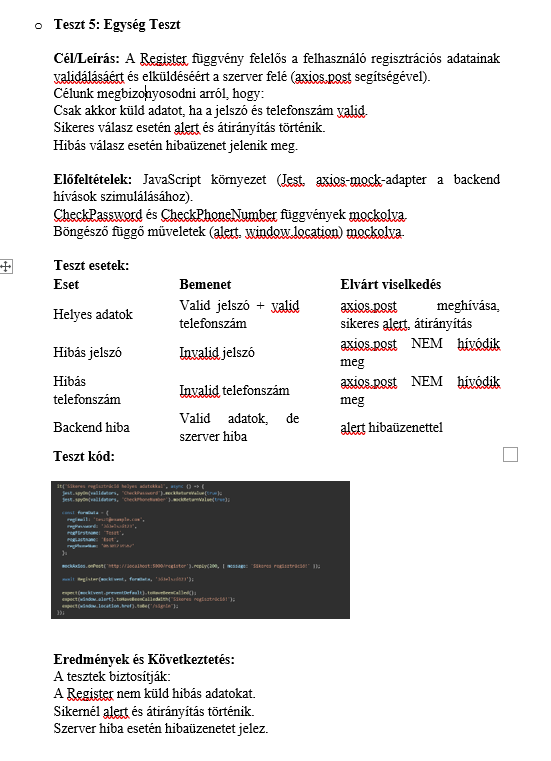 o Teszt 5: Egység Teszt
Cél/Leírás: A Register függvény felelős a felhasználó regisztrációs adatainak
validálásáért és elküldéséért a szerver felé (axios.post segítségével).
Célunk megbizonyosodni arról, hogy:
Csak akkor küld adatot, ha a jelszó és telefonszám valid.
Sikeres válasz esetén alert és átirányítás történik.
Hibás válasz esetén hibaüzenet jelenik meg.
Előfeltételek: JavaScript környezet (Jest, axios-mock-adapter a backend
hívások szimulálásához).
CheckPassword és CheckPhoneNumber függvények mockolva.
Böngésző függő műveletek (alert, window.location) mockolva.
Teszt esetek:
Eset Bemenet Elvárt viselkedés
Helyes adatok
Valid jelszó + valid
telefonszám
axios.post meghívása,
sikeres alert, átirányítás
Hibás jelszó
Invalid jelszó
axios.post NEM hívódik
meg
Hibás
telefonszám
Invalid telefonszám
axios.post NEM hívódik
meg
Backend hiba
Valid adatok, de
szerver hiba
alert hibaüzenettel
Teszt kód:
it('Sikeres regisztráció helyes adatokkal', async () => {
jest.spyOn(validators, 'CheckPassword').mockReturnValue(true);
jest.spyOn(validators, 'CheckPhoneNumber').mockReturnValue(true);
const formData = {
regEmail: 'teszt@example.com',
regPassword:
regFirstname: 'Teszt',
regLastname:
regPhoneNum:
};
mockAxios.onPost('http://localhost:3000/register').reply(200, { message: 'Sikeres regisztráció!' });
await Register(mockEvent, formData,
expect(mockEvent.preventDefault).toHaveBeenCalled();
expect(window.alert).toHaveBeenCalledWith('Sikeres regisztráció!');
expect(window.location.href).toBe('/signin');
});
Eredmények és Következtetés:
A tesztek biztosítják:
A Register nem küld hibás adatokat.
Sikernél alert és átirányítás történik.
Szerver hiba esetén hibaüzenetet jelez.